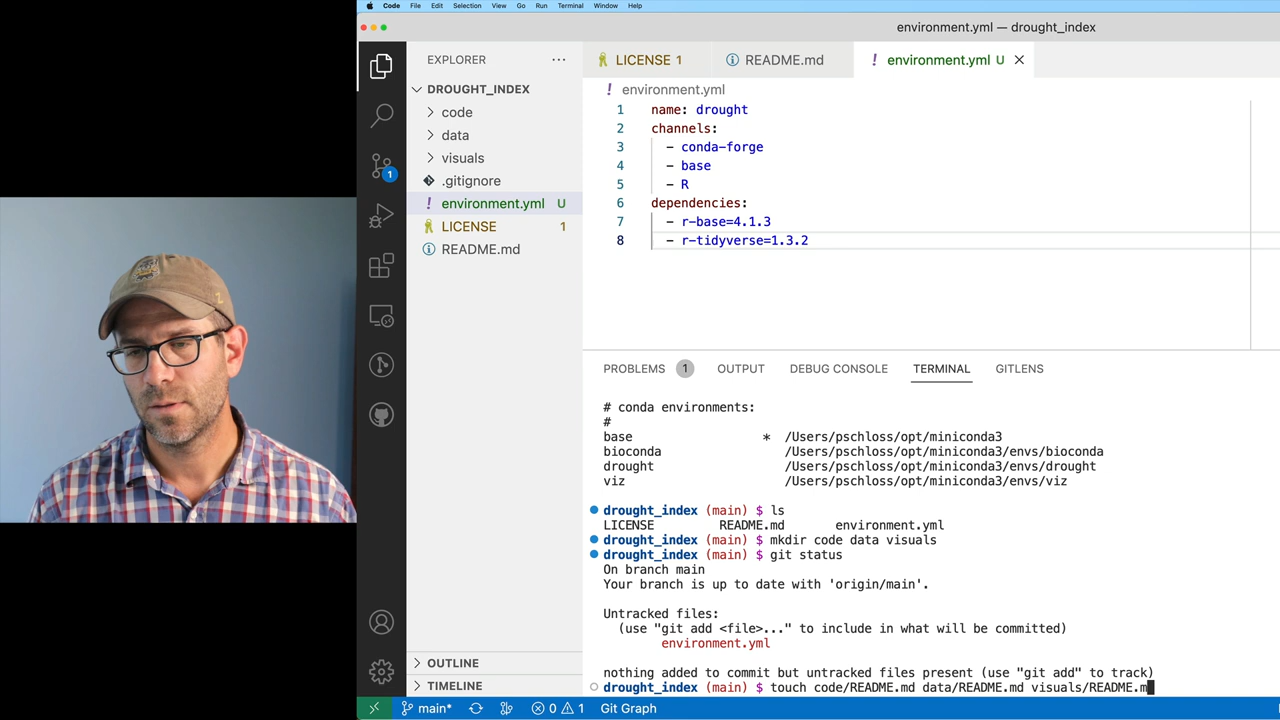 Code File Edit Selection View Go Run Terminal Window Help
environment.yml — drought_index
EXPLORER
DROUGHT_INDEX
code
data
visuals
.gitignore
environment.yml U
LICENSE 1
README.md
OUTLINE
TIMELINE
LICENSE 1 README.md ! environment.yml U
! environment.yml
1 name: drought
2 channels:
3 - conda-forge
4 - base
5 - R
6 dependencies:
7 - r-base=4.1.3
8 - r-tidyverse=1.3.2
PROBLEMS 1 OUTPUT DEBUG CONSOLE TERMINAL GITLENS
# conda environments:
#
base * /Users/pschloss/opt/miniconda3
bioconda /Users/pschloss/opt/miniconda3/envs/bioconda
drought /Users/pschloss/opt/miniconda3/envs/drought
viz /Users/pschloss/opt/miniconda3/envs/viz
drought_index (main) $ ls
LICENSE README.md environment.yml
drought_index (main) $ mkdir code data visuals
drought_index (main) $ git status
On branch main
Your branch is up to date with 'origin/main'.
Untracked files:
(use "git add <file>..." to include in what will be committed)
environment.yml
nothing added to commit but untracked files present (use "git add" to track)
drought_index (main) $ touch code/README.md data/README.md visuals/README.m
1
main* 0 1 Git Graph